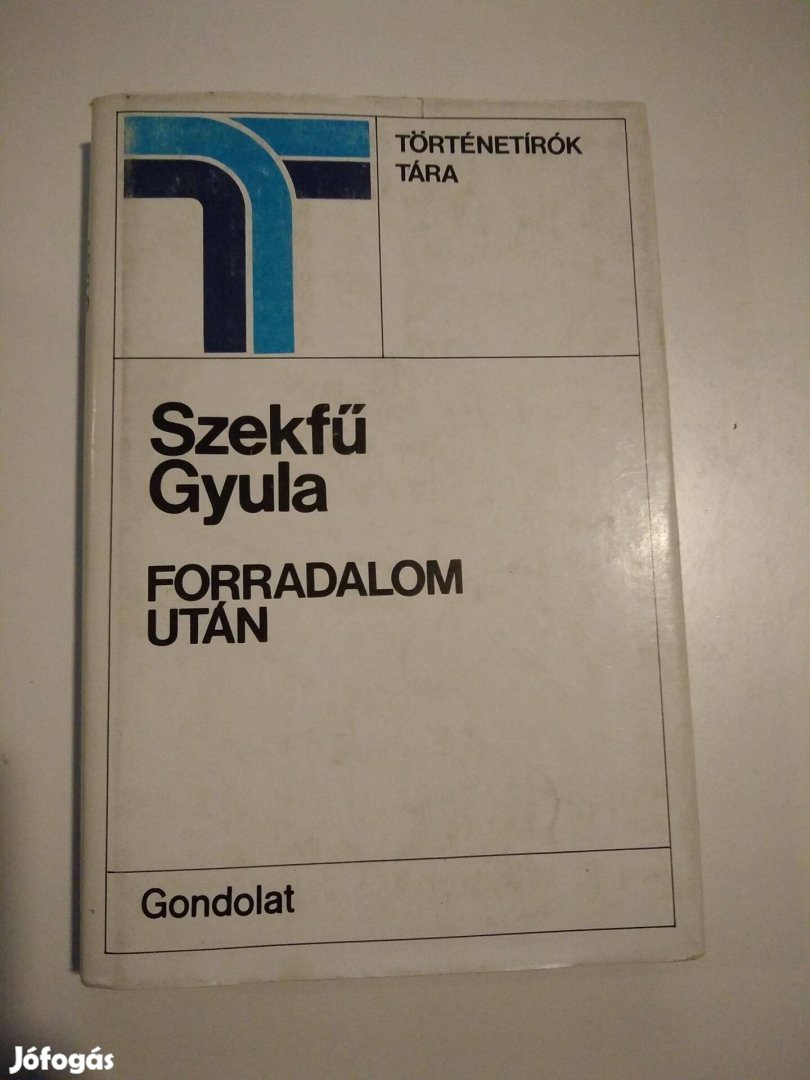 TÖRTÉNETÍRÓK
TÁRA
Szekfű
Gyula
FORRADALOM
UTÁN
Gondolat
Jófogás